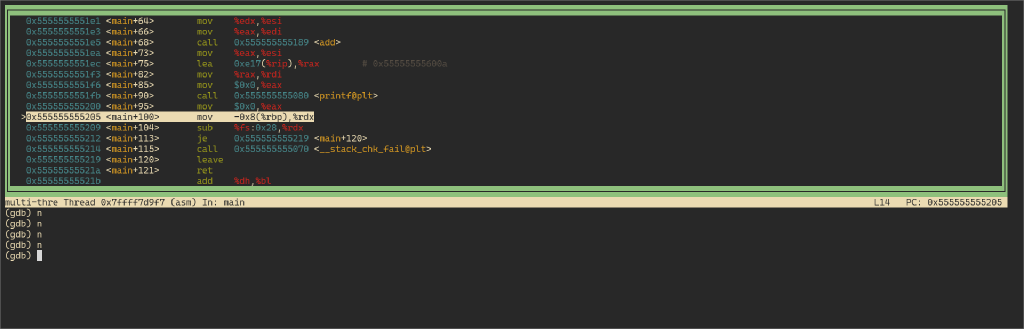 0x5555555551e1 <main+64> mov %edx,%esi
0x5555555551e3 <main+66> mov %eax,%edi
0x5555555551e5 <main+68> call 0x555555555189 <add>
0x5555555551ea <main+73> mov %eax,%esi
0x5555555551ec <main+75> lea 0xe17(%rip),%rax # 0x55555555600a
0x5555555551f3 <main+82> mov %rax,%rdi
0x5555555551f6 <main+85> mov $0x0,%eax
0x5555555551fb <main+90> call 0x555555555080 <printf@plt>
0x555555555200 <main+95> mov $0x0,%eax
>0x555555555205 <main+100> mov -0x8(%rbp),%rdx
0x555555555209 <main+104> sub %fs:0x28,%rdx
0x555555555212 <main+113> je 0x555555555219 <main+120>
0x555555555214 <main+115> call 0x555555555070 <__stack_chk_fail@plt>
0x555555555219 <main+120> leave
0x55555555521a <main+121> ret
0x55555555521b add %dh,%bl
multi-thre Thread 0x7ffff7d9f7 (asm) In: main L14 PC: 0x555555555205
(gdb) n
(gdb) n
(gdb) n
(gdb) n
(gdb)